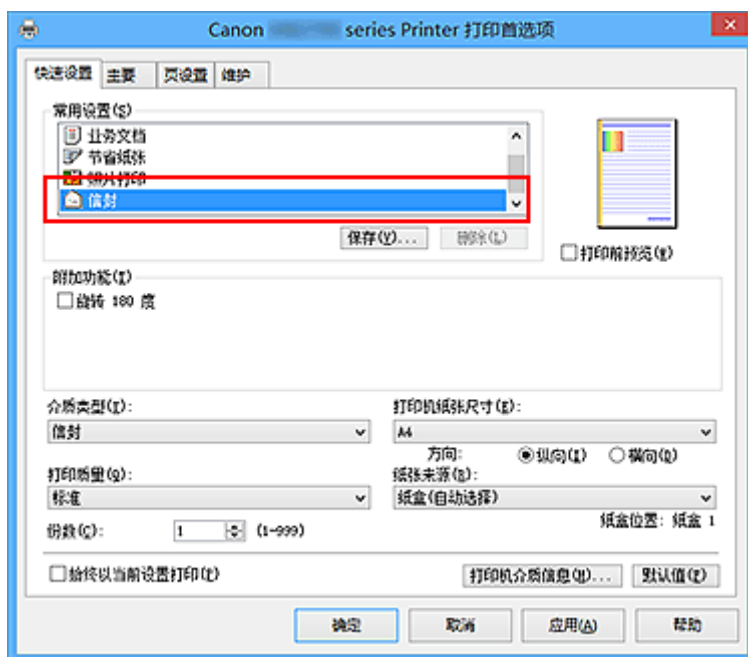 Canon series Printer 打印首选项
快速设置 主要 页设置 维护
常用设置(S)
业务文档
节省纸张
照片打印
信封
保存(V)... 删除(L)
打印前预览(W)
附加功能(I)
旋转 180 度
介质类型(I): 打印机纸张尺寸(E):
信封 A4
方向: 纵向(I) 横向(Q)
打印质量(Q): 纸张来源(B):
标准 纸盒(自动选择)
份数(C): 1 (1-999) 纸盒位置: 纸盒 1
始终以当前设置打印(t)
打印机介质信息(U)... 默认值(F)
确定 取消 应用(A) 帮助